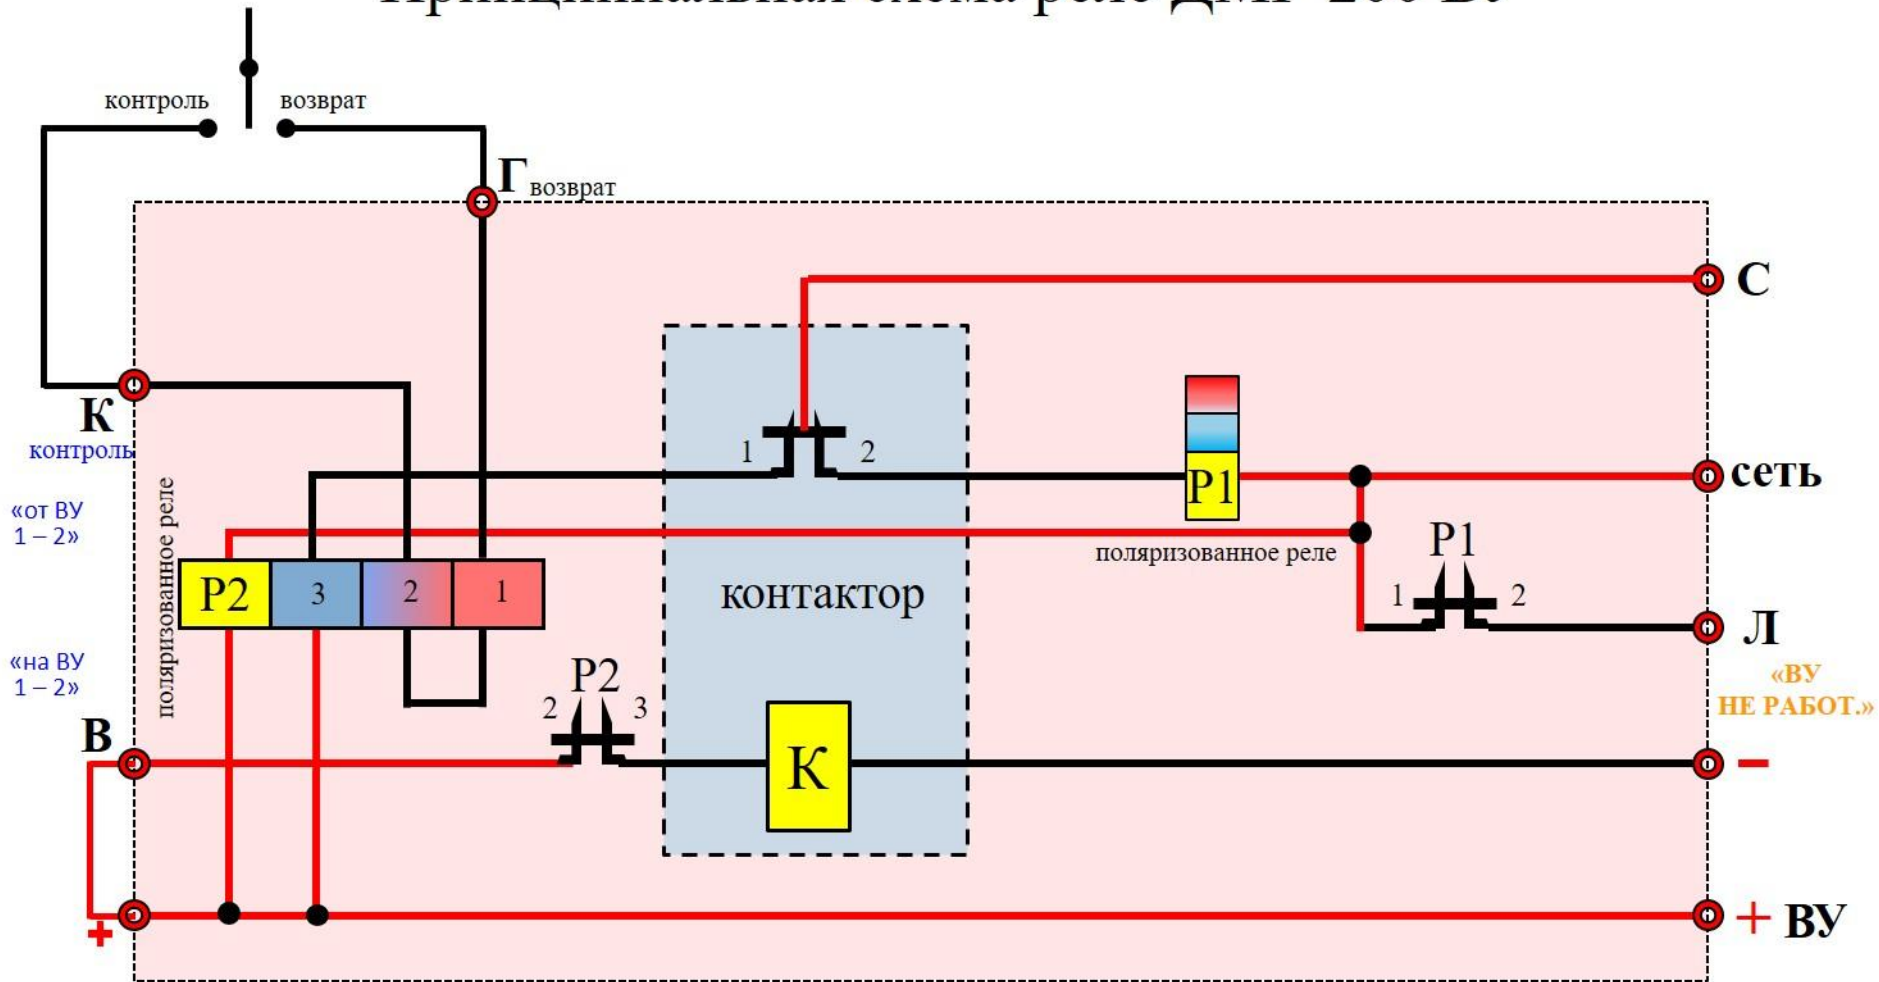 контроль
возврат
Г возврат
С
К
контроль
1
2
Р1
сеть
«от ВУ
1 – 2»
поляризованное реле
поляризованное реле
Р1
1
2
Р2
3
2
1
контактор
Л
«ВУ
НЕ РАБОТ.»
«на ВУ
1 – 2»
Р2
2
3
В
К
–
+
+ ВУ